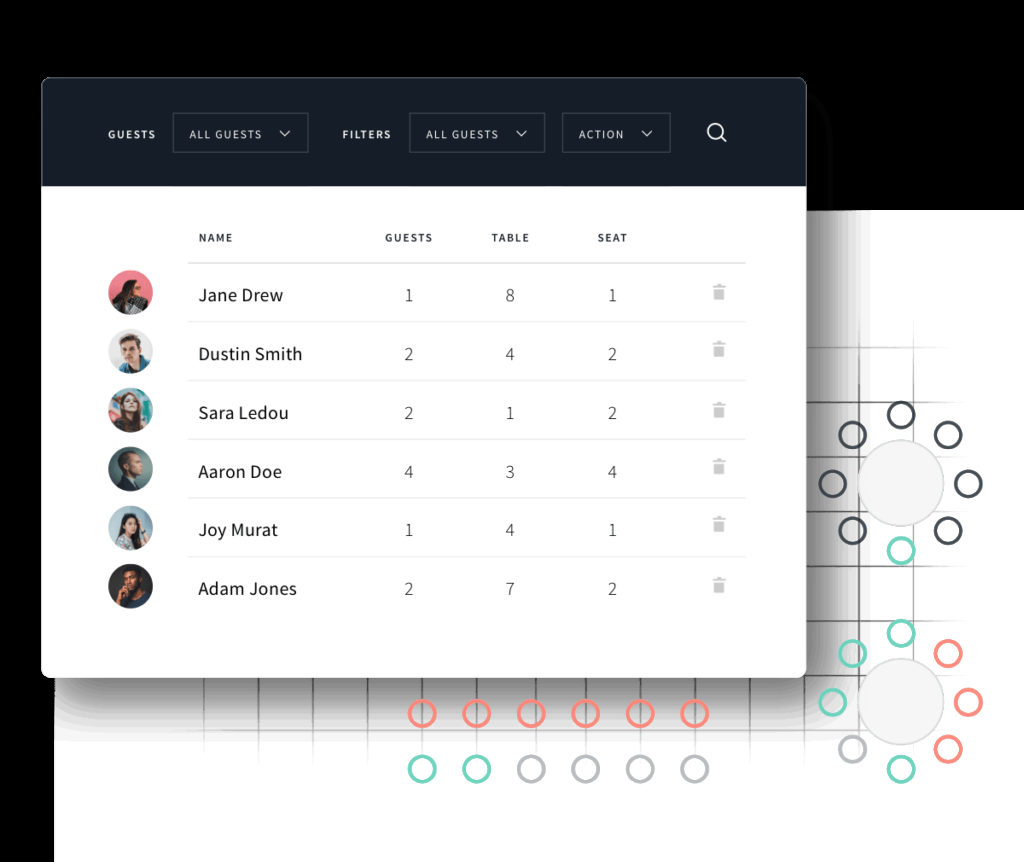 GUESTS ALL GUESTS FILTERS ALL GUESTS ACTION
NAME GUESTS TABLE SEAT
Jane Drew 1 8 1
Dustin Smith 2 4 2
Sara Ledou 2 1 2
Aaron Doe 4 3 4
Joy Murat 1 4 1
Adam Jones 2 7 2